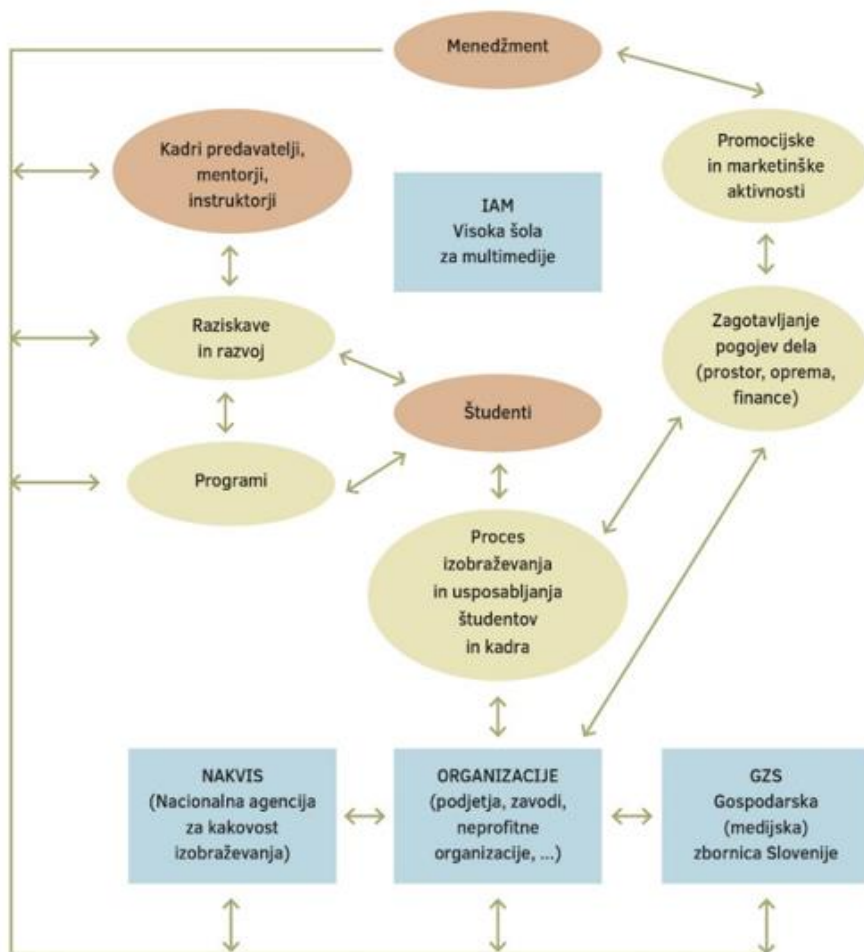 Menedžment
Kadri predavatelji,
mentorji,
instruktorji
Promocijske
in marketinške
aktivnosti
IAM
Visoka šola
za multimedije
Raziskave
in razvoj
Zagotavljanje
pogojev dela
(prostor, oprema,
finance)
Študenti
Programi
Proces
izobraževanja
in usposabljanja
študentov
in kadra
NAKVIS
(Nacionalna agencija
za kakovost
izobraževanja)
ORGANIZACIJE
(podjetja, zavodi,
neprofitne
organizacije, ...)
GZS
Gospodarska
(medijska)
zbornica Slovenije